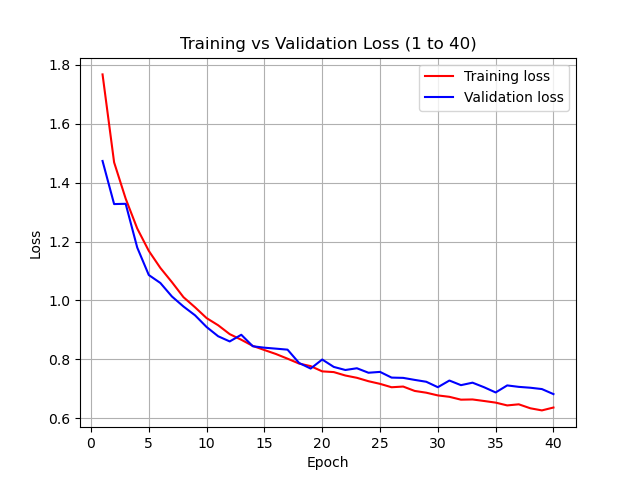 Training vs Validation Loss (1 to 40)
Training loss
Validation loss
1.8
1.6
1.4
1.2
1.0
0.8
0.6
Loss
0 5 10 15 20 25 30 35 40
Epoch